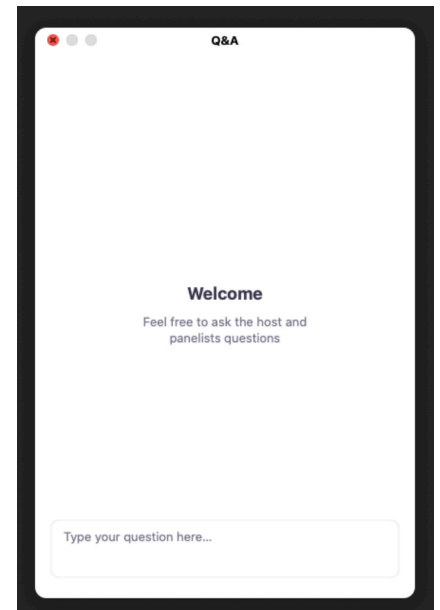 Q&A
Welcome
Feel free to ask the host and
panelists questions
Type your question here...